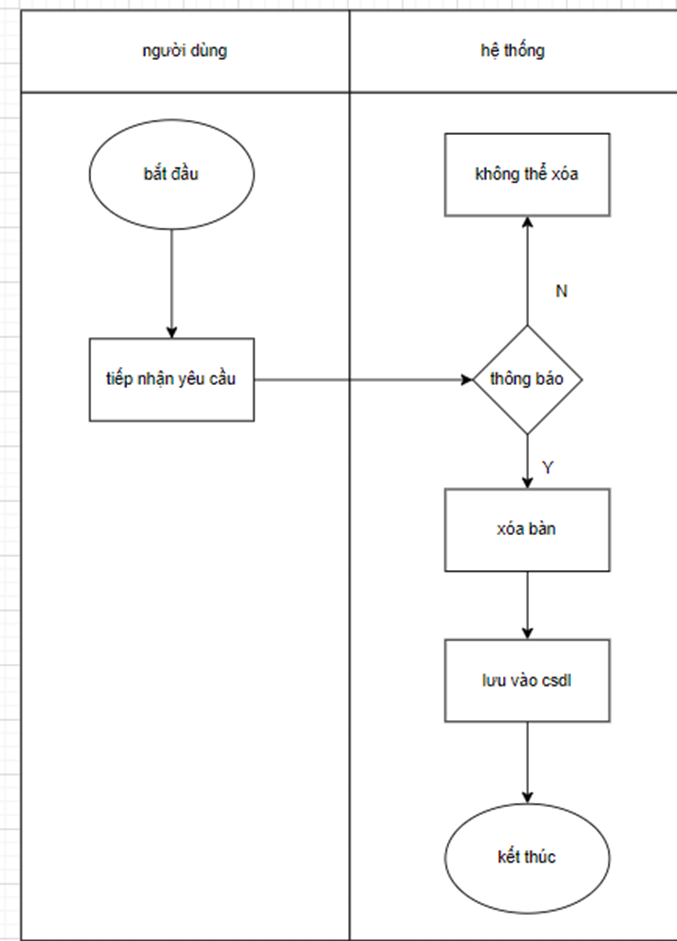 người dùng
hệ thống
bắt đầu
không thể xóa
N
tiếp nhận yêu cầu
thông báo
Y
xóa bàn
lưu vào csdl
kết thúc